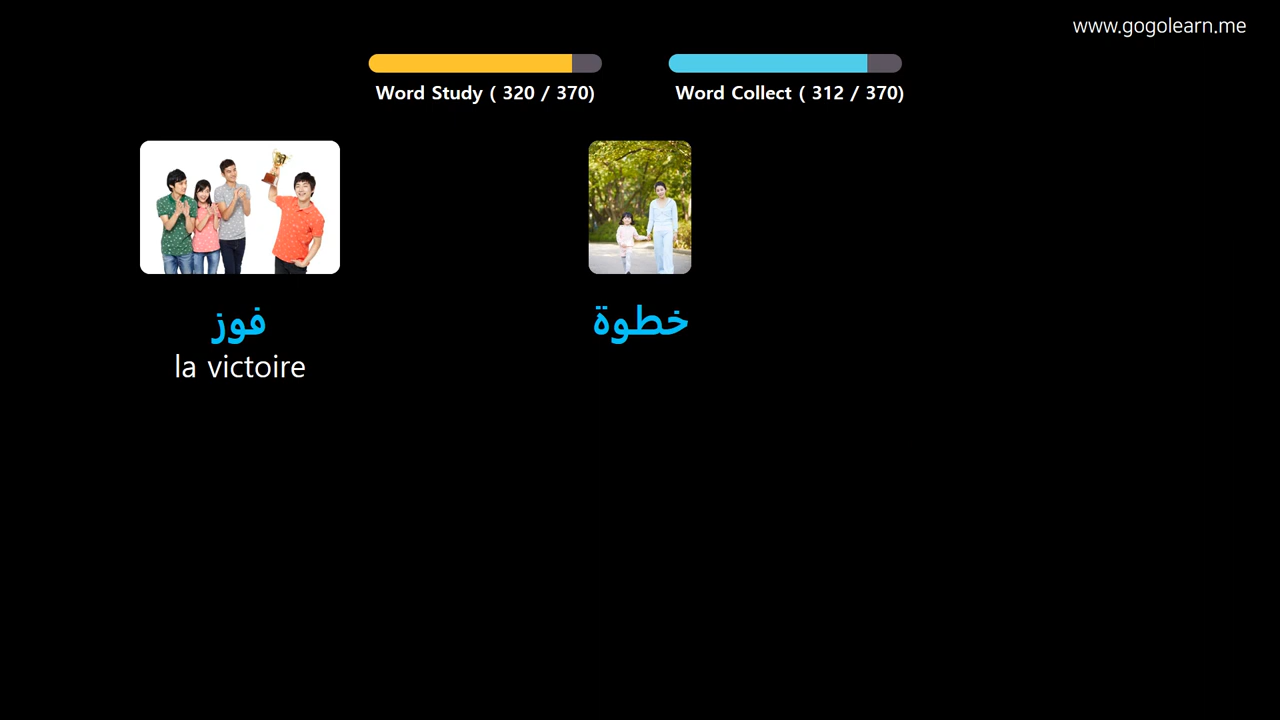 www.gogolearn.me
Word Study ( 320 / 370)
Word Collect ( 312 / 370)
فوز
la victoire
خطوة